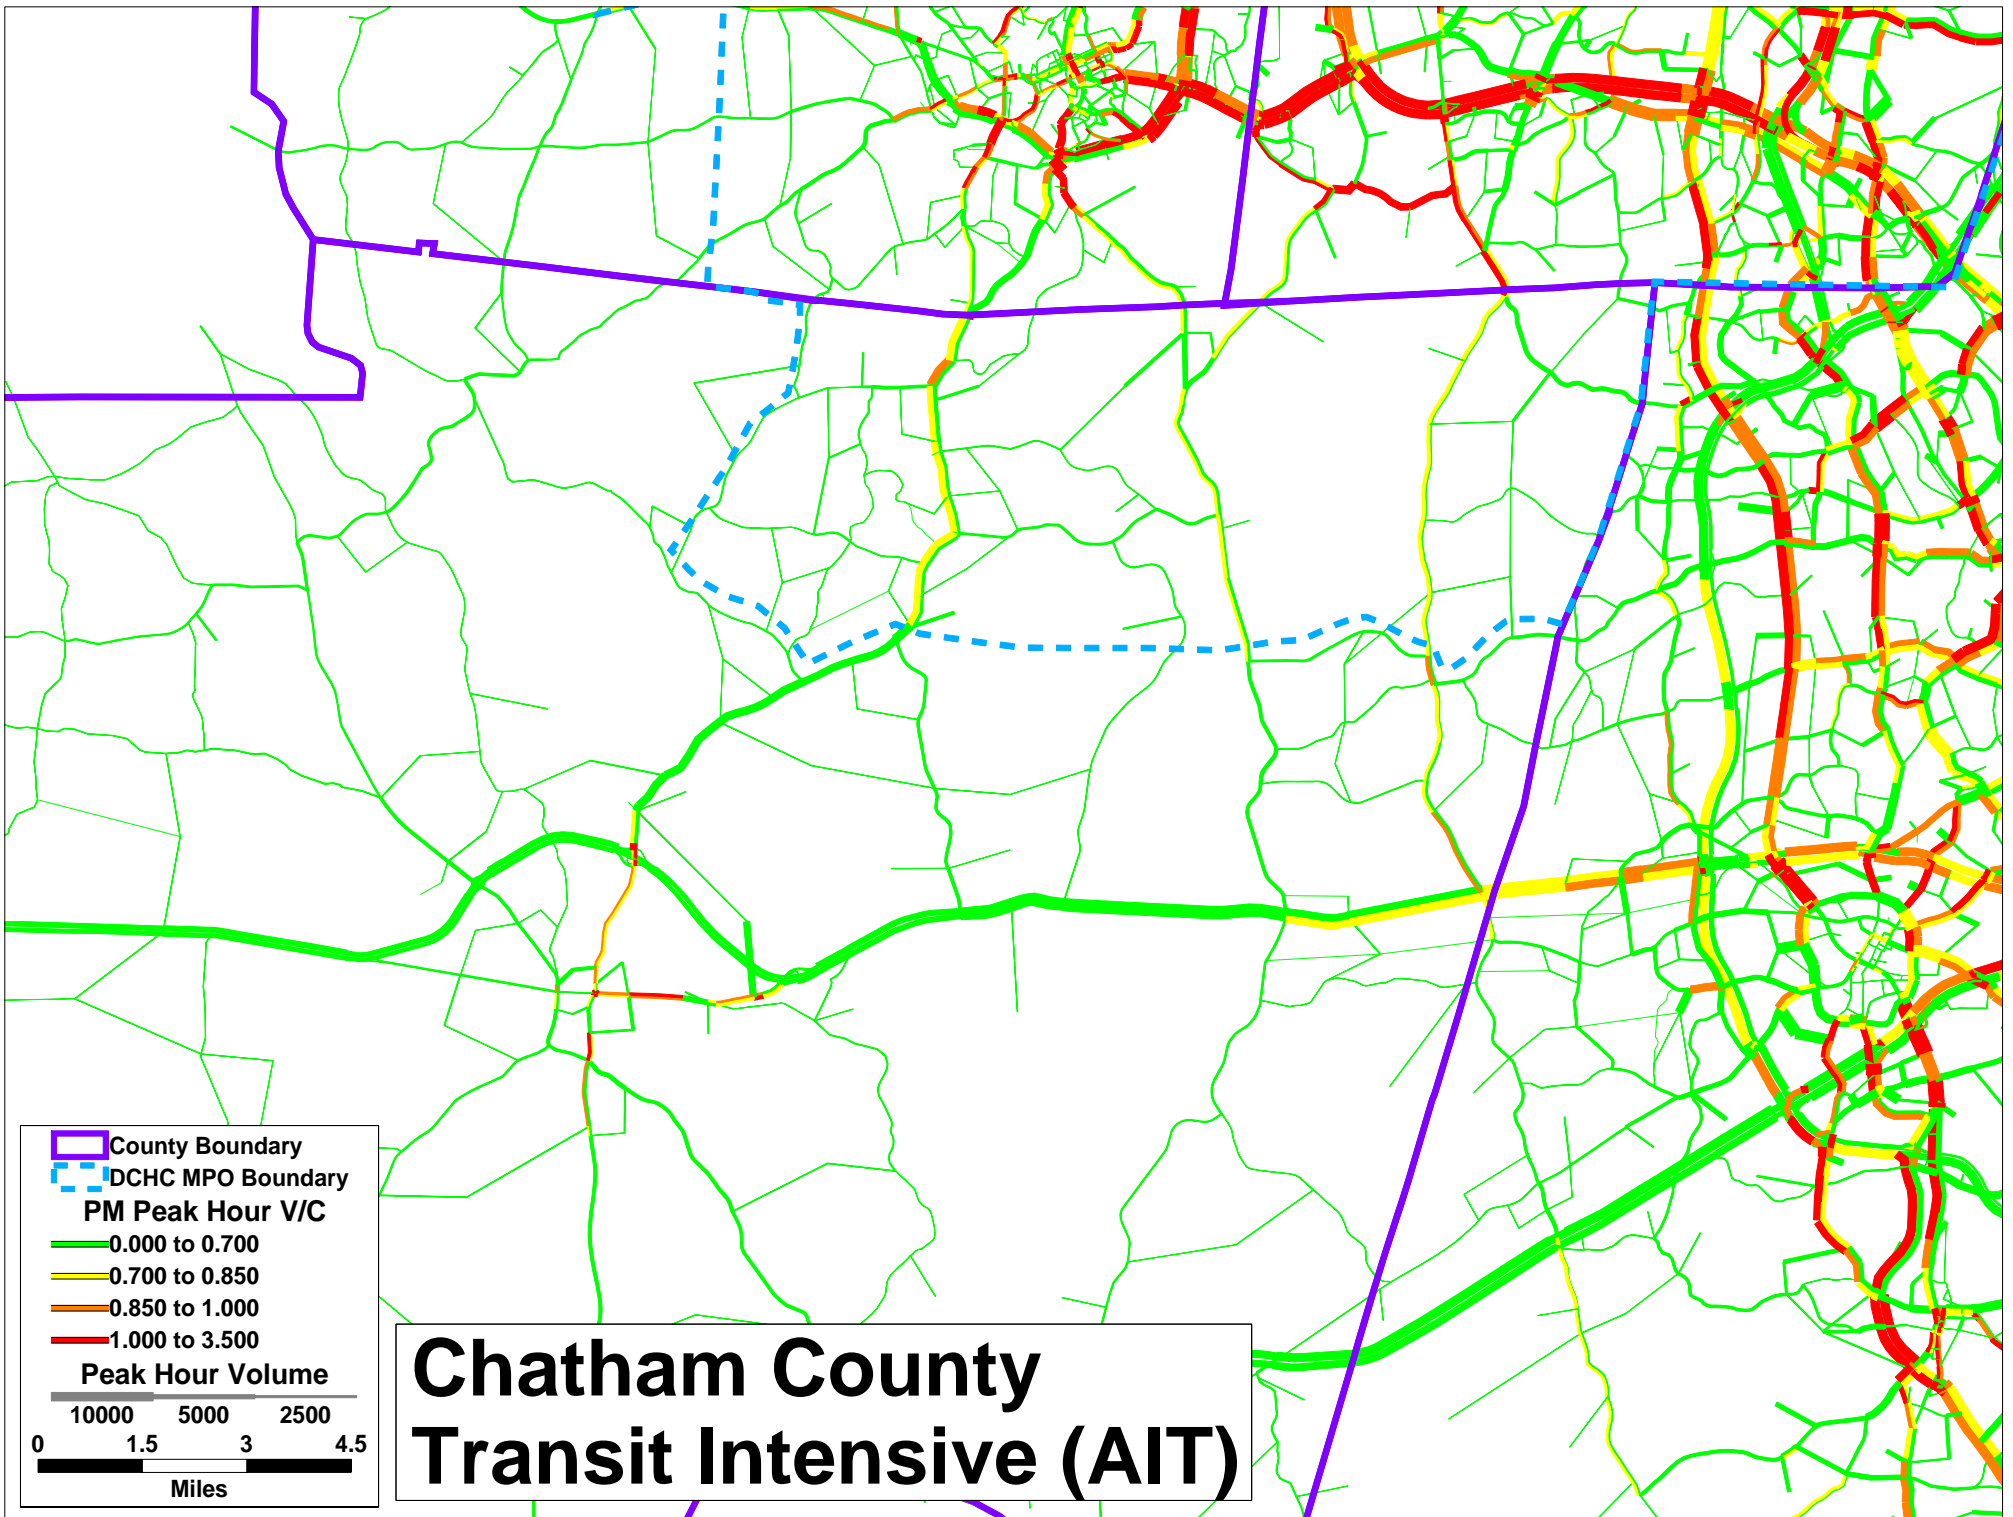 County Boundary
DCHC MPO Boundary
PM Peak Hour V/C
0.000 to 0.700
0.700 to 0.850
0.850 to 1.000
1.000 to 3.500
Peak Hour Volume
10000 5000 2500
0 1.5 3 4.5
Miles
Chatham County
Transit Intensive (AIT)